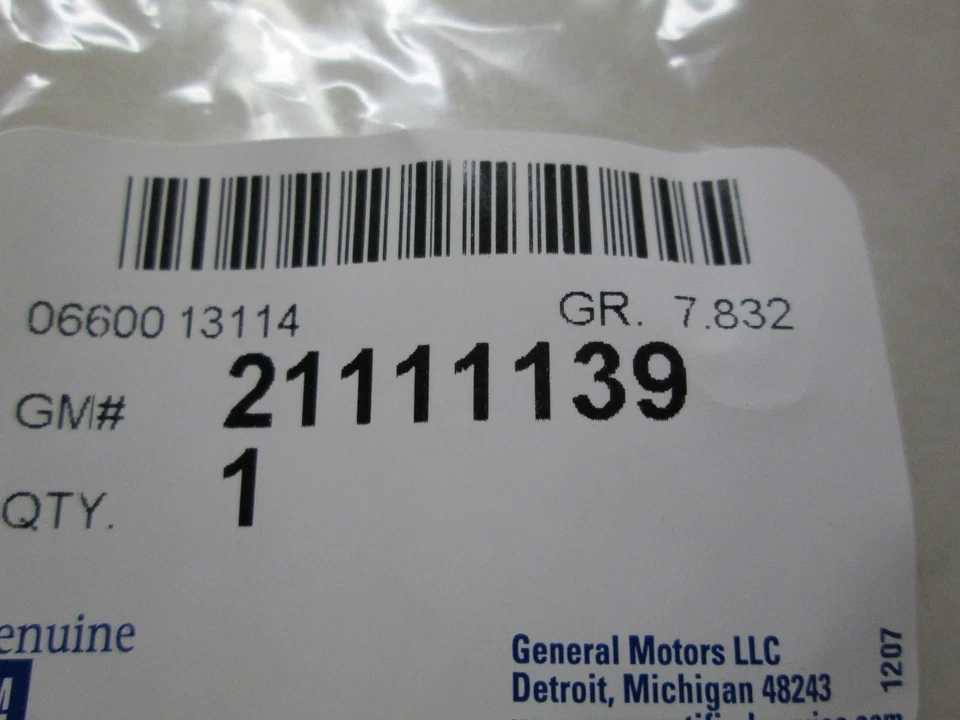 06600 13114 GR. 7.832
GM# 21111139
QTY. 1
enuine
General Motors LLC
Detroit, Michigan 48243
1207